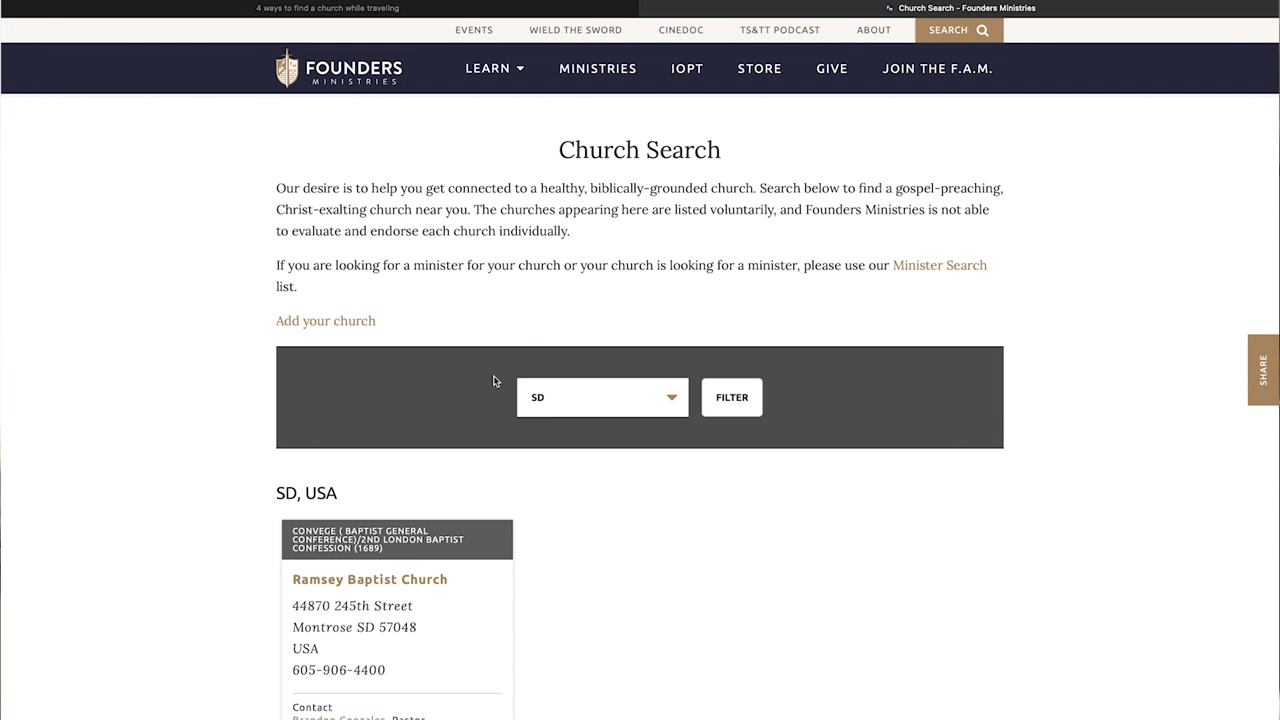 4 ways to find a church while traveling
Church Search – Founders Ministries
EVENTS WIELD THE SWORD CINEDOC TS&TT PODCAST ABOUT SEARCH
FOUNDERS
MINISTRIES
LEARN MINISTRIES IOPT STORE GIVE JOIN THE F.A.M.
Church Search
Our desire is to help you get connected to a healthy, biblically-grounded church. Search below to find a gospel-preaching,
Christ-exalting church near you. The churches appearing here are listed voluntarily, and Founders Ministries is not able
to evaluate and endorse each church individually.
If you are looking for a minister for your church or your church is looking for a minister, please use our Minister Search
list.
Add your church
SHARE
SD FILTER
SD, USA
CONVEGE ( BAPTIST GENERAL
CONFERENCE)/2ND LONDON BAPTIST
CONFESSION (1689)
Ramsey Baptist Church
44870 245th Street
Montrose SD 57048
USA
605-906-4400
Contact
Brandon Gonzales, Pastor